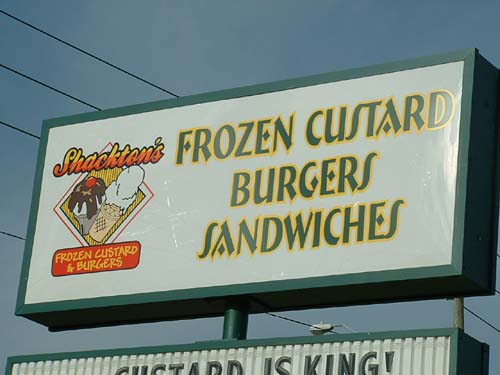 Shackton's
FROZEN CUSTARD
& BURGERS
FROZEN CUSTARD
BURGERS
SANDWICHES
CUSTARD IS KING!